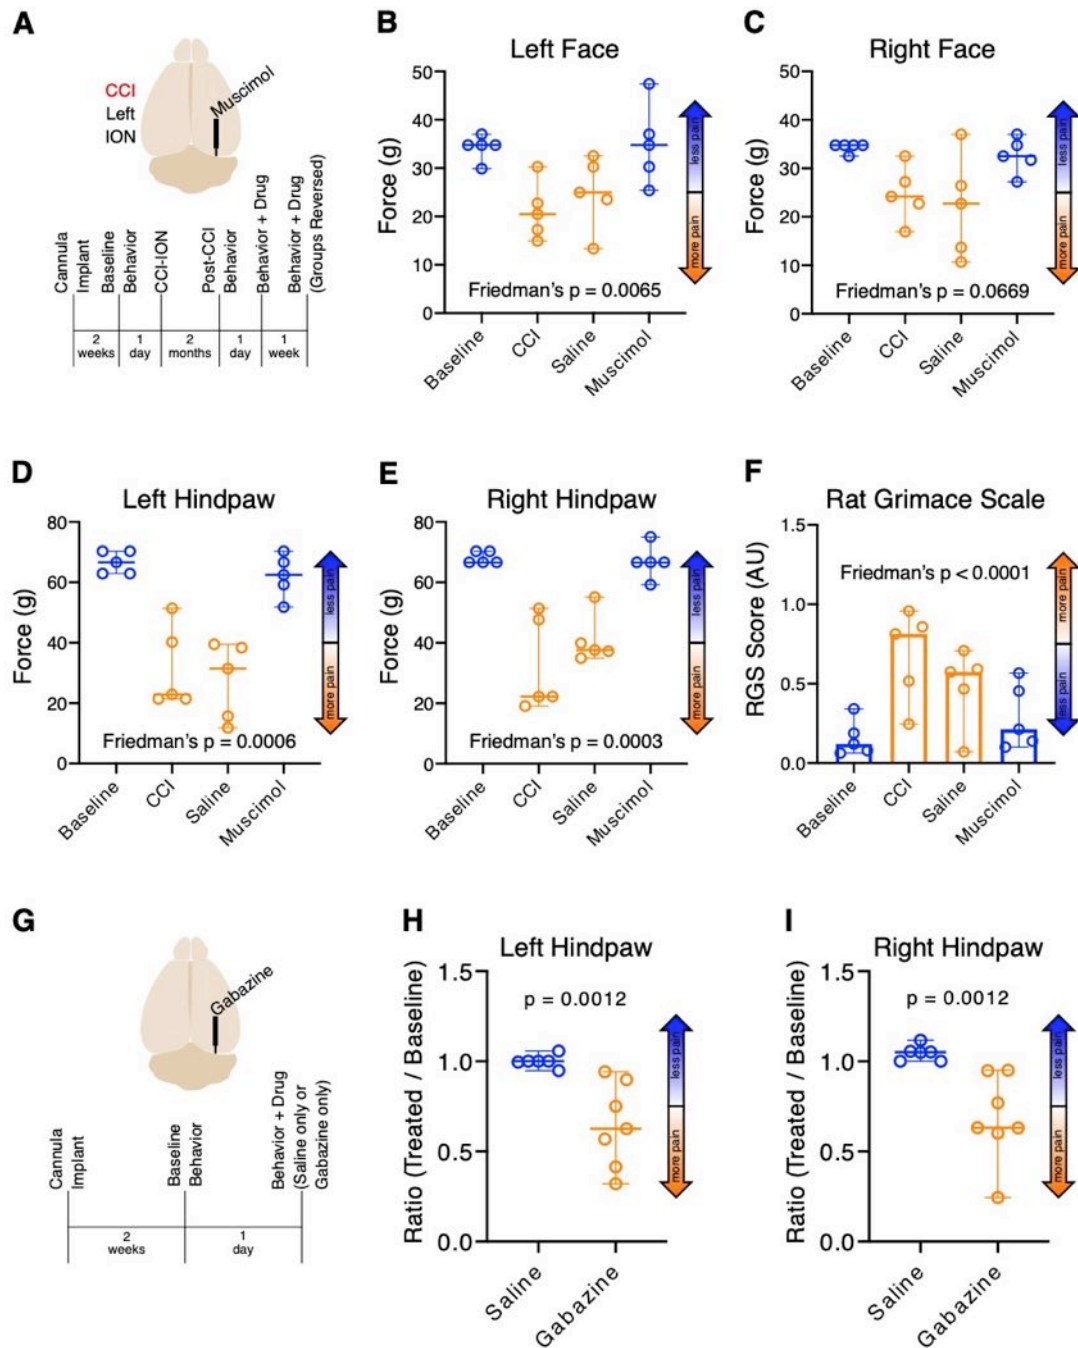 A
CCI
Left
ION
Muscimol
Cannula
Implant
Baseline
Behavior
CCI-ION
Post-CCI
Behavior
Behavior + Drug
Behavior + Drug
(Groups Reversed)
2
weeks
1
day
2
months
1
day
1
week
B
Left Face
Force (g)
50
40
30
20
10
0
Friedman's p = 0.0065
less pain
more pain
Baseline
CCI
Saline
Muscimol
C
Right Face
Force (g)
50
40
30
20
10
0
Friedman's p = 0.0669
less pain
more pain
Baseline
CCI
Saline
Muscimol
D
Left Hindpaw
Force (g)
80
60
40
20
0
Friedman's p = 0.0006
less pain
more pain
Baseline
CCI
Saline
Muscimol
E
Right Hindpaw
Force (g)
80
60
40
20
0
Friedman's p = 0.0003
less pain
more pain
Baseline
CCI
Saline
Muscimol
F
Rat Grimace Scale
RGS Score (AU)
1.5
1.0
0.5
0.0
Friedman's p < 0.0001
more pain
less pain
Baseline
CCI
Saline
Muscimol
G
Gabazine
Cannula
Implant
Baseline
Behavior
Behavior + Drug
(Saline only or
Gabazine only)
2
weeks
1
day
H
Left Hindpaw
Ratio (Treated / Baseline)
1.5
1.0
0.5
0.0
p = 0.0012
less pain
more pain
Saline
Gabazine
I
Right Hindpaw
Ratio (Treated / Baseline)
1.5
1.0
0.5
0.0
p = 0.0012
less pain
more pain
Saline
Gabazine